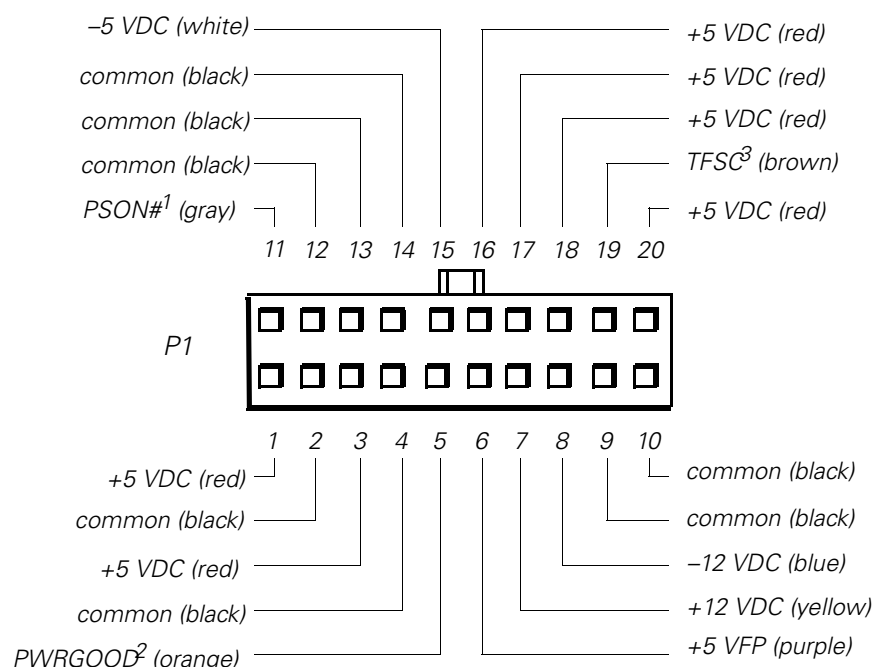 –5 VDC (white)
+5 VDC (red)
common (black)
+5 VDC (red)
common (black)
+5 VDC (red)
common (black)
TFSC3 (brown)
PSON#1 (gray)
+5 VDC (red)
11 12 13 14 15 16 17 18 19 20
P1
1 2 3 4 5 6 7 8 9 10
+5 VDC (red)
common (black)
common (black)
common (black)
+5 VDC (red)
–12 VDC (blue)
common (black)
+12 VDC (yellow)
PWRGOOD2 (orange)
+5 VFP (purple)